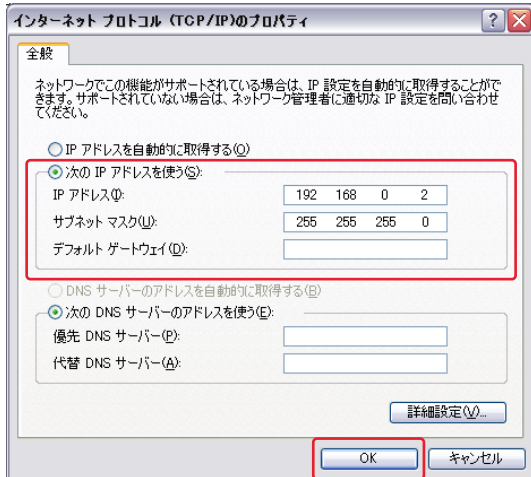 インターネット プロトコル (TCP/IP)のプロパティ
全般
ネットワークでこの機能がサポートされている場合は、IP 設定を自動的に取得することがで
きます。サポートされていない場合は、ネットワーク管理者に適切な IP 設定を問い合わせ
てください。
IP アドレスを自動的に取得する(O)
次の IP アドレスを使う(S):
IP アドレス(I): 192 168 0 2
サブネット マスク(U): 255 255 255 0
デフォルト ゲートウェイ(D):
DNS サーバーのアドレスを自動的に取得する(B)
次の DNS サーバーのアドレスを使う(E):
優先 DNS サーバー(P):
代替 DNS サーバー(A):
詳細設定(V)...
OK キャンセル